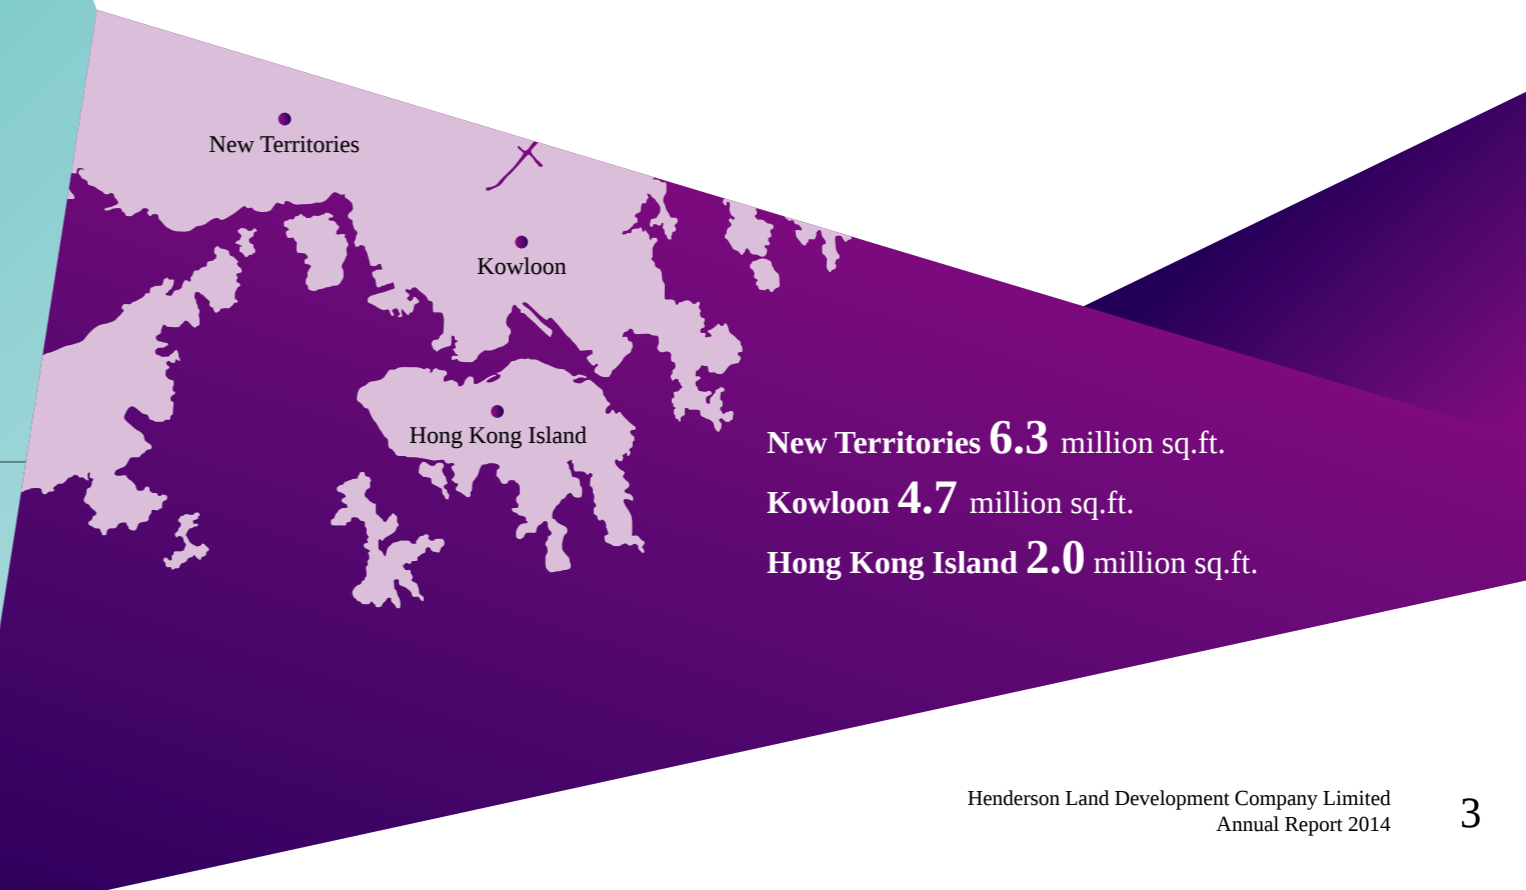 New Territories
Kowloon
Hong Kong Island
New Territories 6.3 million sq.ft.
Kowloon 4.7 million sq.ft.
Hong Kong Island 2.0 million sq.ft.
Henderson Land Development Company Limited
Annual Report 2014
3